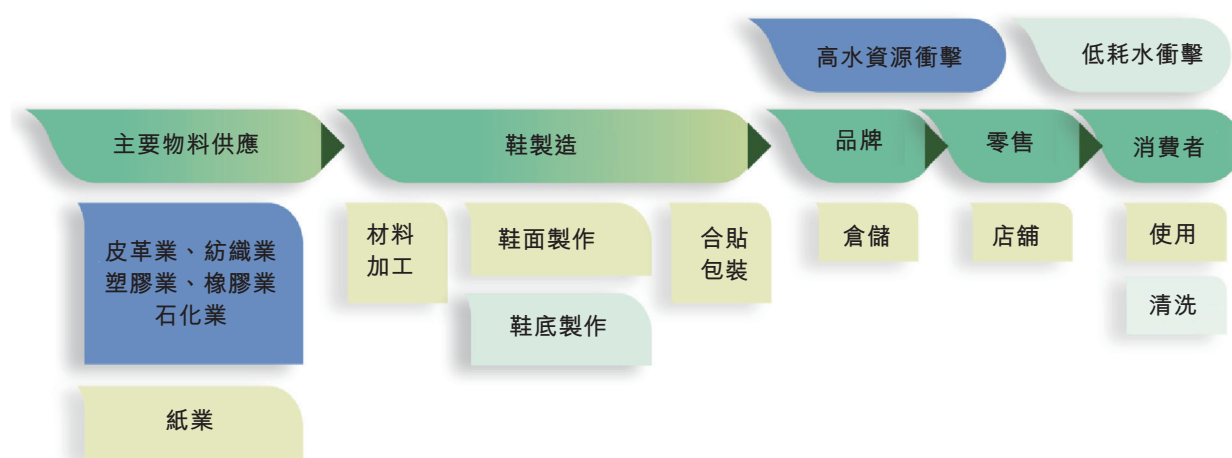 高水資源衝擊
低耗水衝擊
主要物料供應
鞋製造
品牌
零售
消費者
皮革業、紡織業
塑膠業、橡膠業
石化業
紙業
材料
加工
鞋面製作
鞋底製作
合貼
包裝
倉儲
店舖
使用
清洗